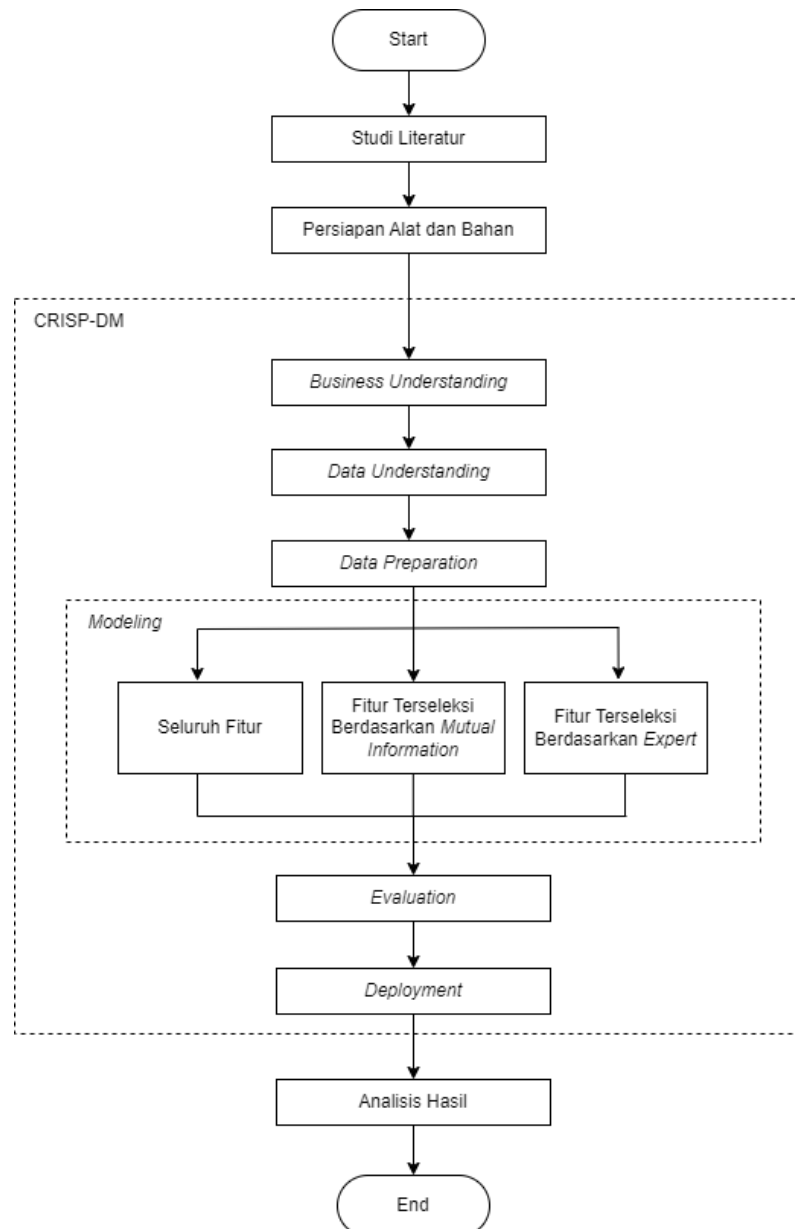 Start
Studi Literatur
Persiapan Alat dan Bahan
CRISP-DM
Business Understanding
Data Understanding
Data Preparation
Modeling
Seluruh Fitur
Fitur Terseleksi
Berdasarkan Mutual
Information
Fitur Terseleksi
Berdasarkan Expert
Evaluation
Deployment
Analisis Hasil
End